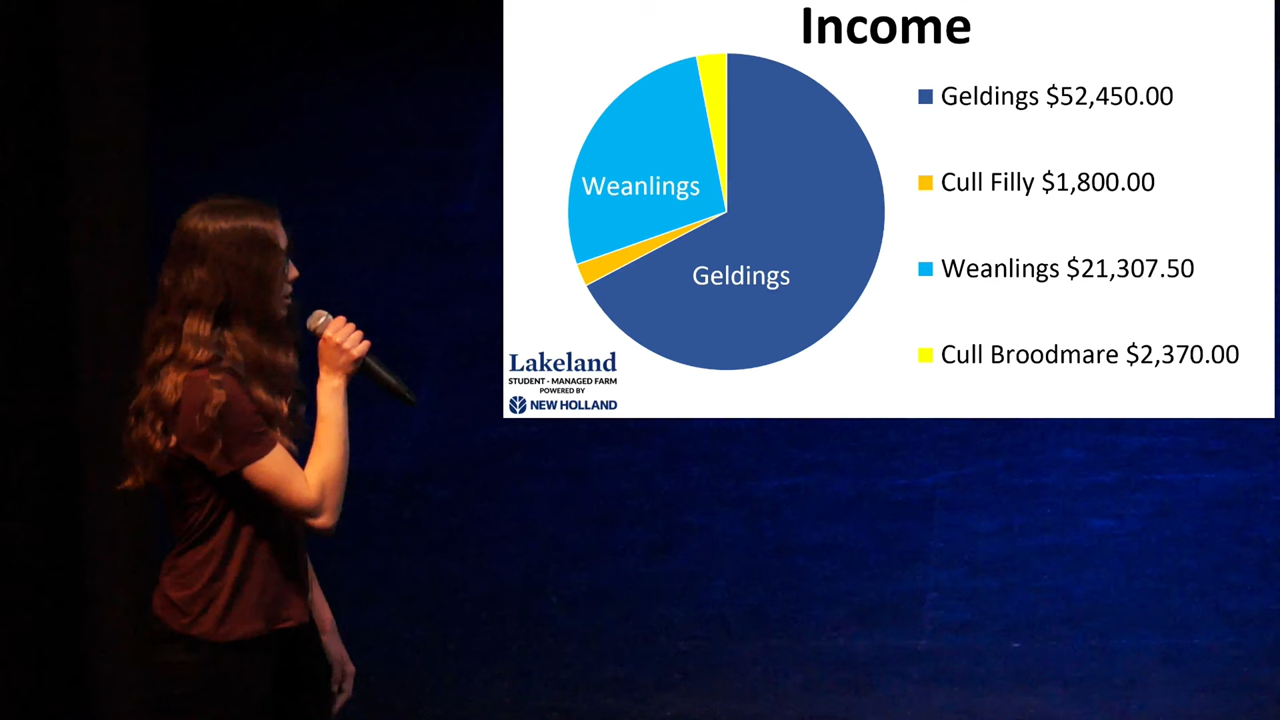 Income
Geldings $52,450.00
Cull Filly $1,800.00
Weanlings $21,307.50
Cull Broodmare $2,370.00
Weanlings
Geldings
Lakeland
STUDENT - MANAGED FARM
POWERED BY
NEW HOLLAND